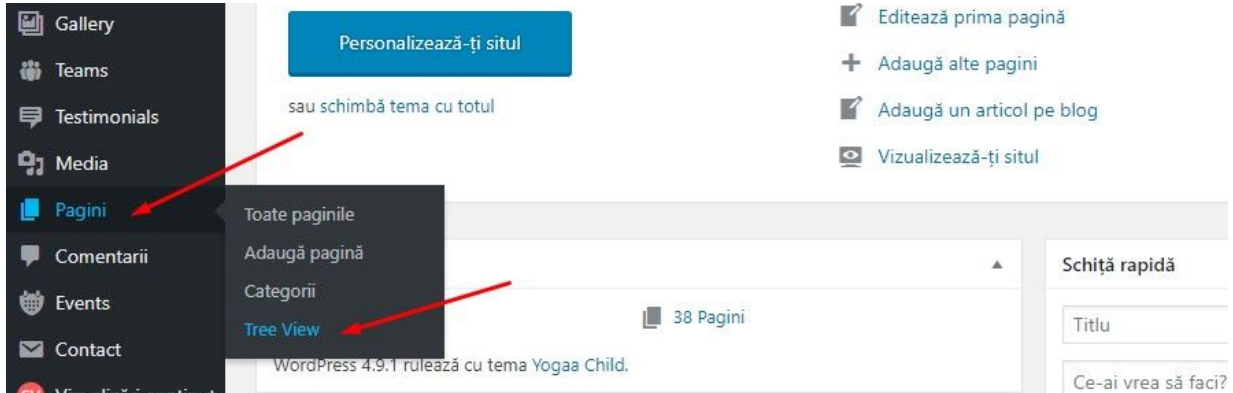 Gallery
Teams
Testimonials
Media
Pagini
Comentarii
Events
Contact
Toate paginile
Adaugă pagină
Categorii
Tree View
Personalizează-ți situl
sau schimbă tema cu totul
Editează prima pagină
Adaugă alte pagini
Adaugă un articol pe blog
Vizualizează-ți situl
38 Pagini
WordPress 4.9.1 rulează cu tema Yogaa Child.
Schiță rapidă
Titlu
Ce-ai vrea să faci?